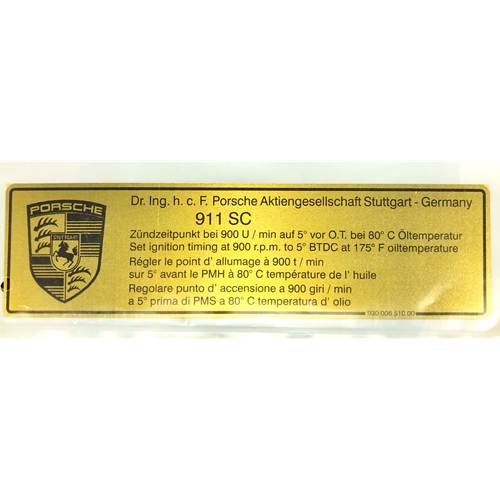 PORSCHE
STUTTGART
Dr. Ing. h. c. F. Porsche Aktiengesellschaft Stuttgart - Germany
911 SC
Zündzeitpunkt bei 900 U / min auf 5° vor O.T. bei 80° C Öltemperatur
Set ignition timing at 900 r.p.m. to 5° BTDC at 175° F oiltemperature
Régler le point d' allumage à 900 t / min
sur 5° avant le PMH à 80° C température de l' huile
Regolare punto d' accensione a 900 giri / min
a 5° prima di PMS a 80° C temperatura d' olio
930.006.510.00